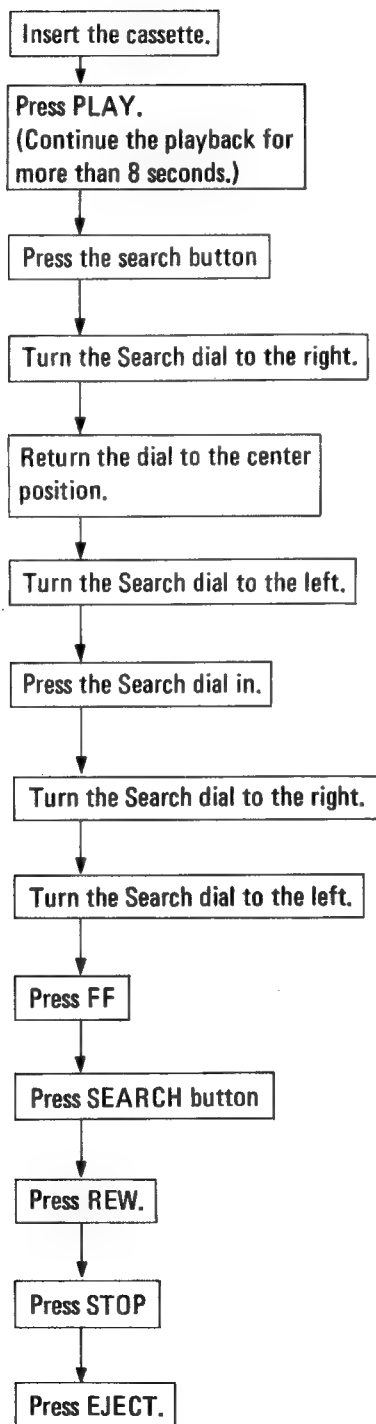 Insert the cassette.
Press PLAY.
(Continue the playback for
more than 8 seconds.)
Press the search button
Turn the Search dial to the right.
Return the dial to the center
position.
Turn the Search dial to the left.
Press the Search dial in.
Turn the Search dial to the right.
Turn the Search dial to the left.
Press FF
Press SEARCH button
Press REW.
Press STOP
Press EJECT.